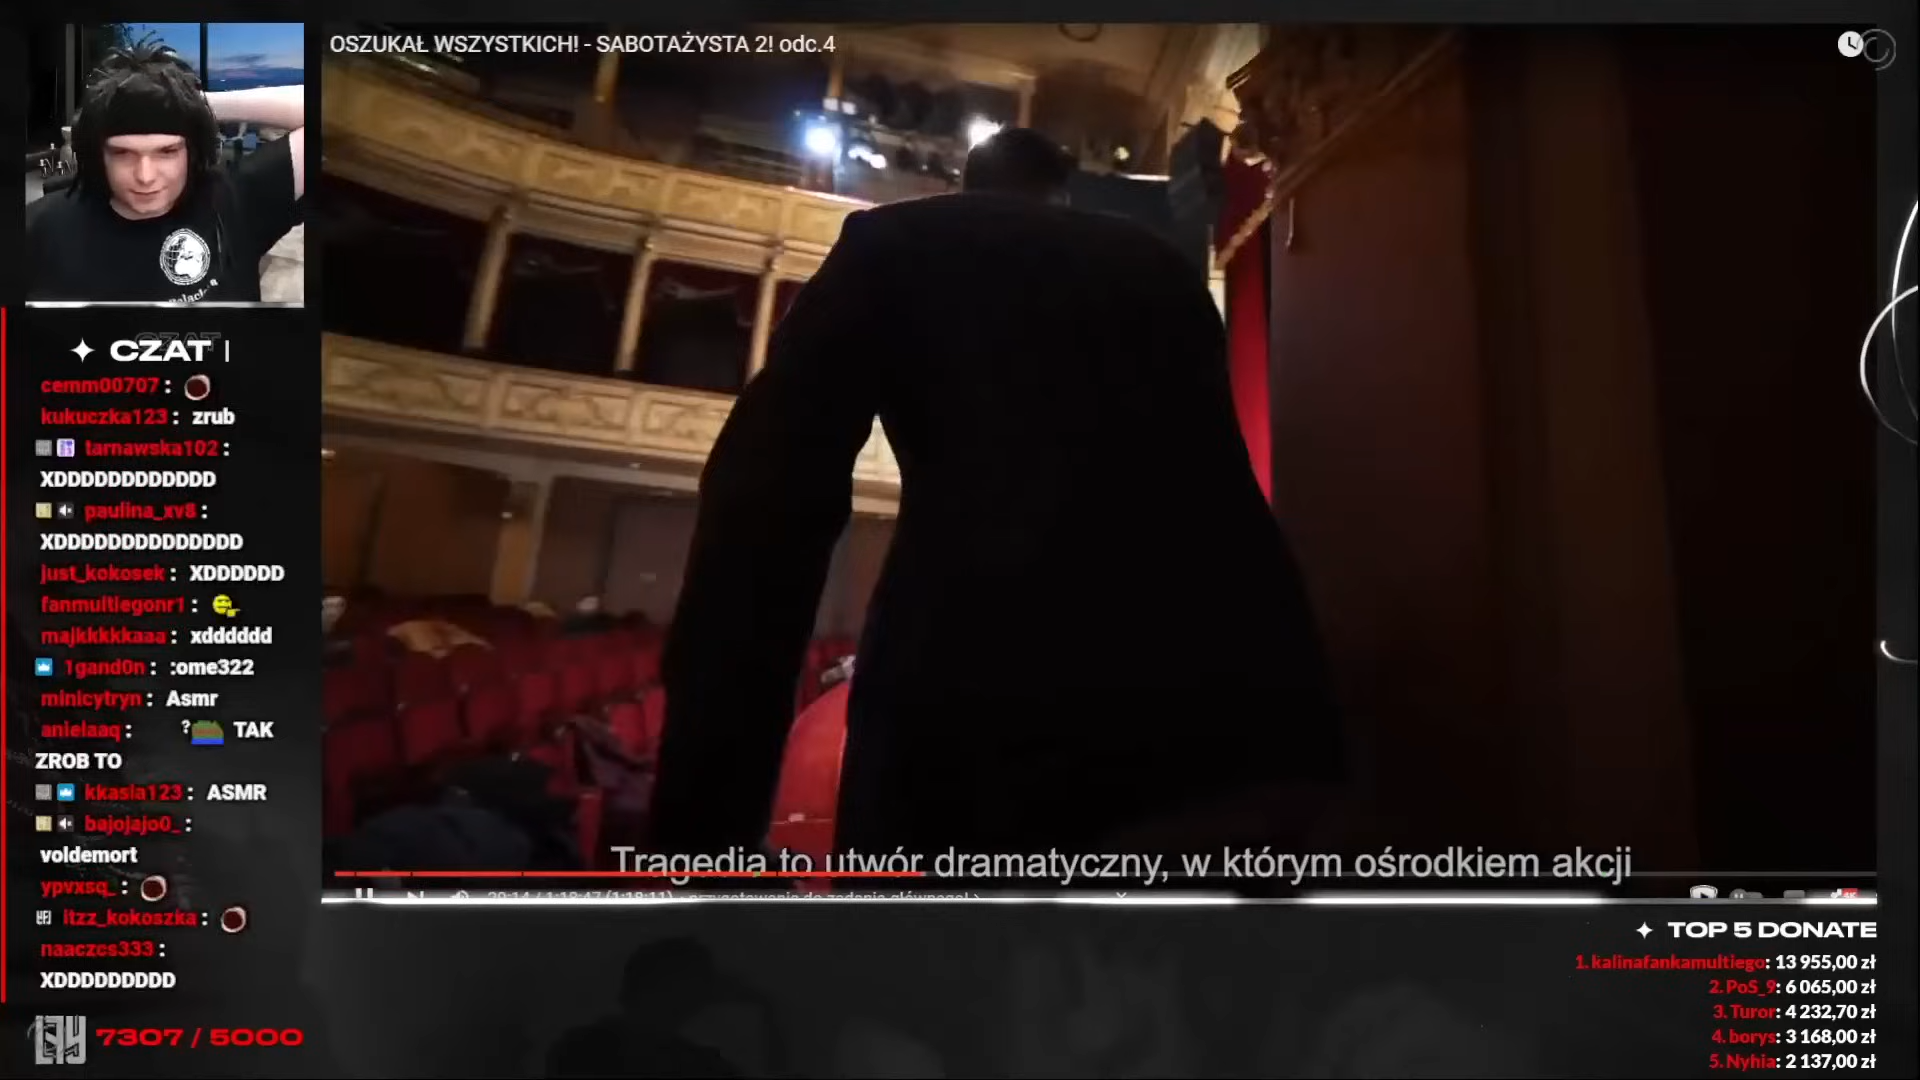 OSZUKAŁ WSZYSTKICH! - SABOTAŻYSTA 2! odc.4
CZAT |
cemm00707 :
kukuczka123 : zrub
tarnawska102 :
XDDDDDDDDDDDD
paulina_xv8 :
XDDDDDDDDDDDDDD
just_kokosek : XDDDDDD
fanmultiegonr1 :
majkkkkkaaa : xdddddd
1gand0n : :ome322
minicytryn : Asmr
anielaaq : ? TAK
ZROB TO
kkasia123 : ASMR
bajojajo0_ :
voldemort
ypvxsq_ :
itzz_kokoszka :
naaczcs333 :
XDDDDDDDDD
7307 / 5000
Tragedia to utwór dramatyczny, w którym ośrodkiem akcji
TOP 5 DONATE
1. kalinafankamultiego: 13 955,00 zł
2. PoS_9: 6 065,00 zł
3. Turor: 4 232,70 zł
4. borys: 3 168,00 zł
5. Nyhia: 2 137,00 zł